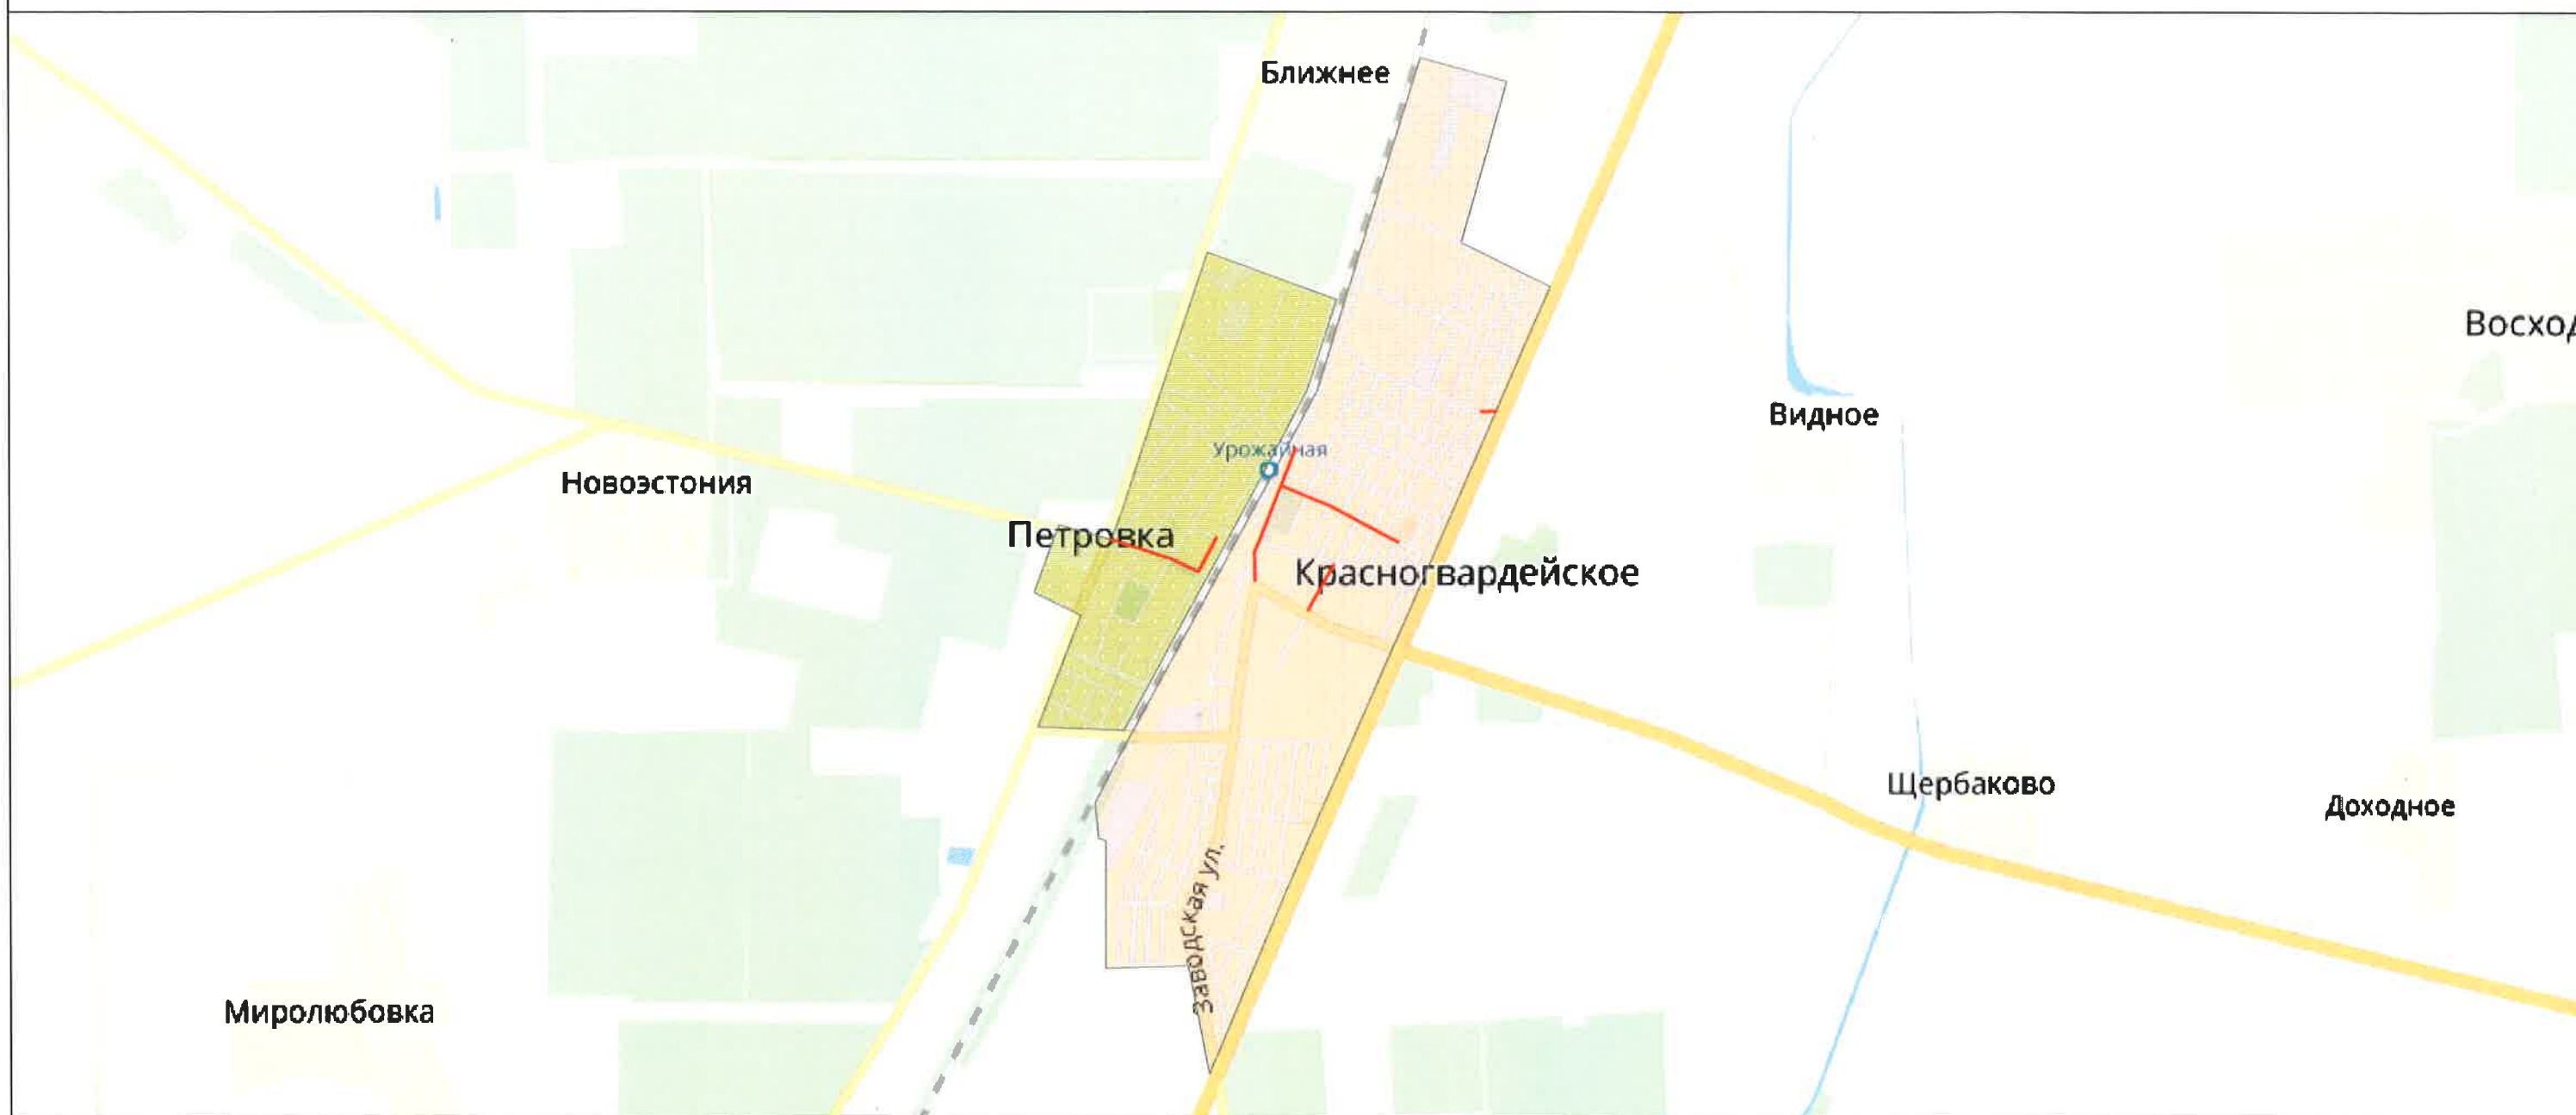 Ближнее
Восход
Видное
Урожайная
Новоэстония
Петровка
Красногвардейское
Щербаково
Доходное
Заводская ул.
Миролюбовка